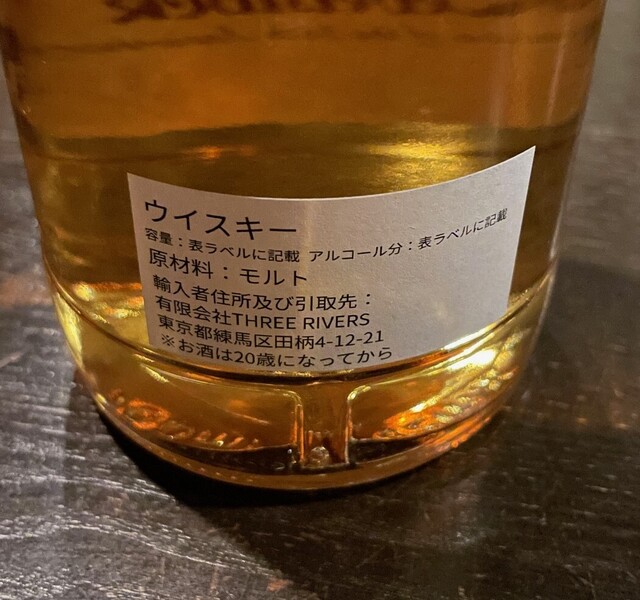 ウイスキー
容量：表ラベルに記載 アルコール分：表ラベルに記載
原材料：モルト
輸入者住所及び引取先：
有限会社THREE RIVERS
東京都練馬区田柄4-12-21
※お酒は20歳になってから